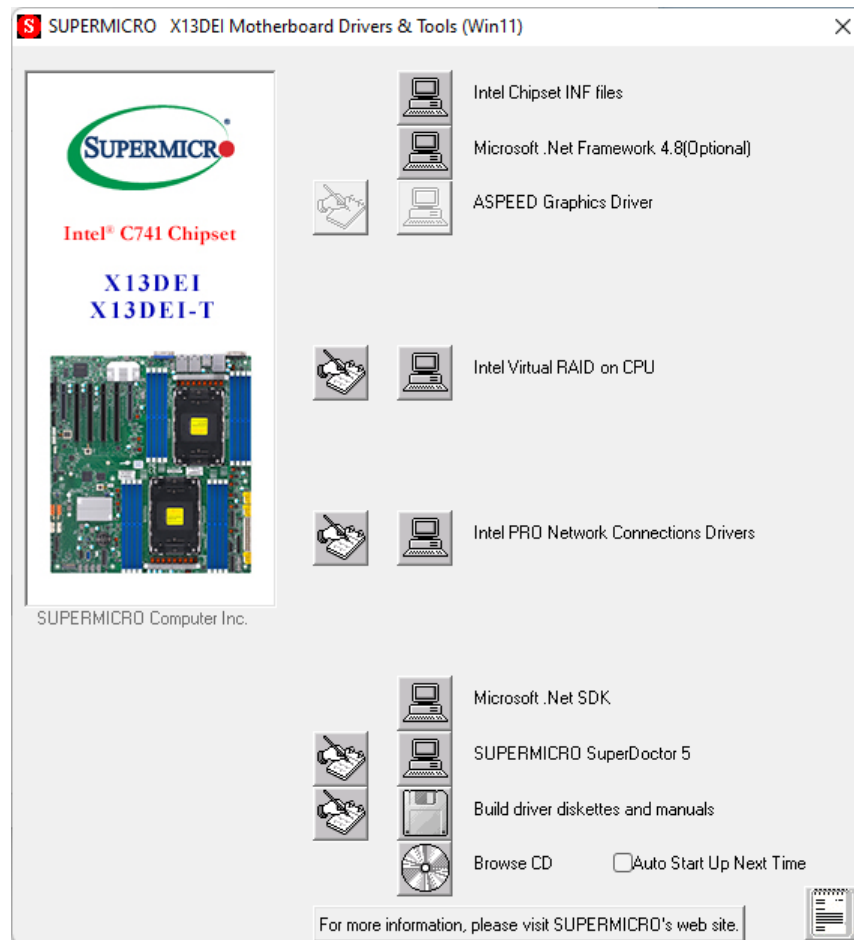 S SUPERMICRO X13DEI Motherboard Drivers & Tools (Win11)
SUPERMICRO
Intel® C741 Chipset
X13DEI
X13DEI-T
SUPERMICRO Computer Inc.
Intel Chipset INF files
Microsoft .Net Framework 4.8(Optional)
ASPEED Graphics Driver
Intel Virtual RAID on CPU
Intel PRO Network Connections Drivers
Microsoft .Net SDK
SUPERMICRO SuperDoctor 5
Build driver diskettes and manuals
Browse CD Auto Start Up Next Time
For more information, please visit SUPERMICRO's web site.